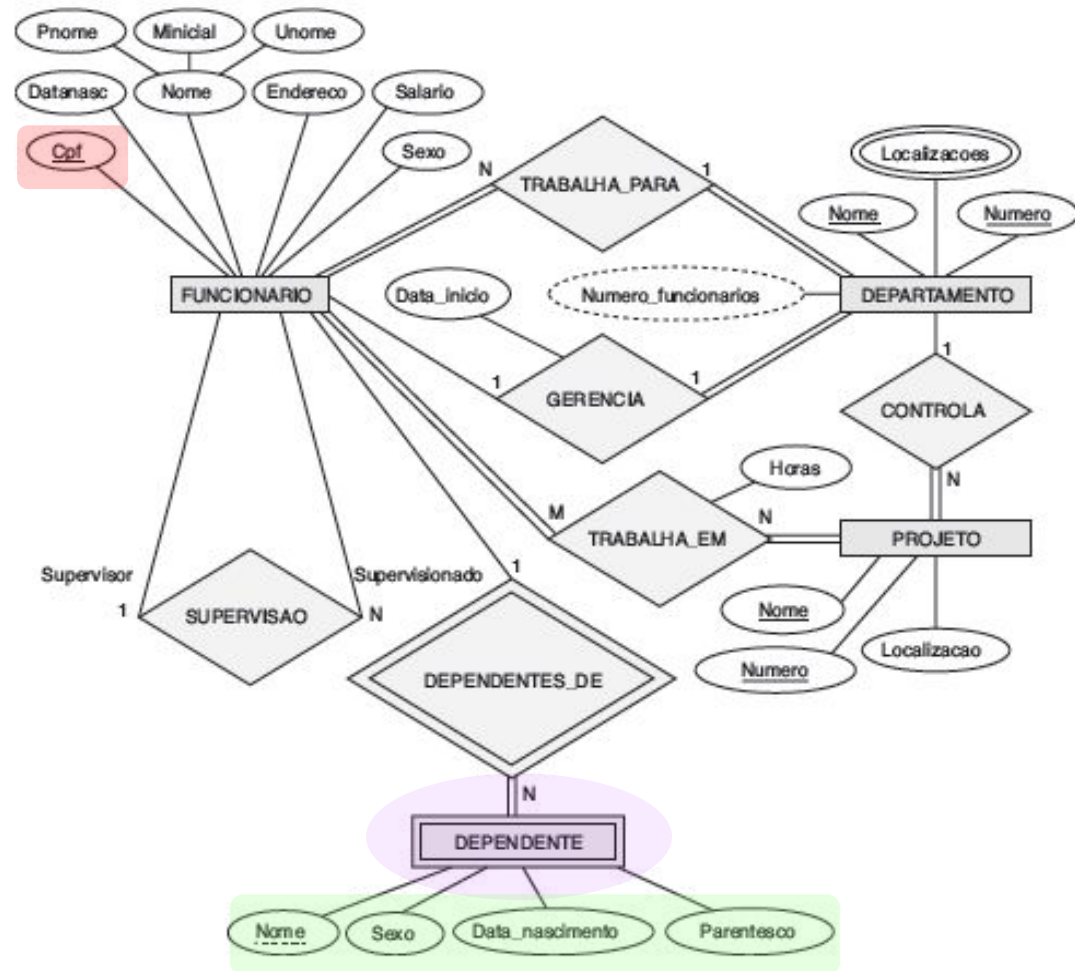 Pnome Minicial Unome
Datanasc Nome Endereco Salario
Cpf Sexo
N TRABALHA_PARA 1
Localizacoes
Nome Numero
FUNCIONARIO Data_inicio Numero_funcionarios DEPARTAMENTO
1 GERENCIA 1
1
CONTROLA
N
Horas
M TRABALHA_EM N
PROJETO
Nome
Numero
Localizacao
Supervisor Supervisionado
1 SUPERVISAO N
1
DEPENDENTES_DE
N
DEPENDENTE
Nome Sexo Data_nascimento Parentesco